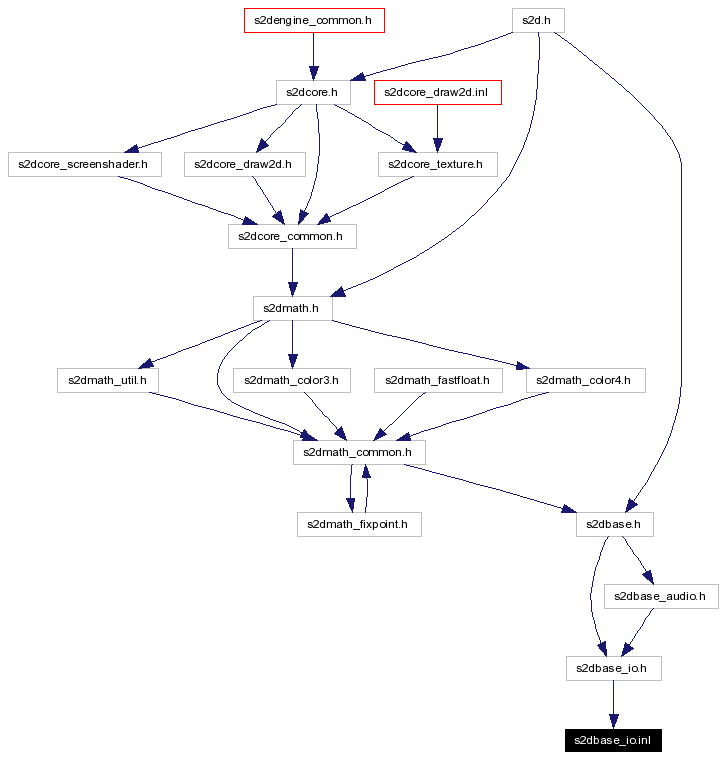 s2dengine_common.h
s2d.h
s2dcore.h
s2dcore_draw2d.inl
s2dcore_screenshader.h
s2dcore_draw2d.h
s2dcore_texture.h
s2dcore_common.h
s2dmath.h
s2dmath_util.h
s2dmath_color3.h
s2dmath_fastfloat.h
s2dmath_color4.h
s2dmath_common.h
s2dmath_fixpoint.h
s2dbase.h
s2dbase_audio.h
s2dbase_io.h
s2dbase_io.inl